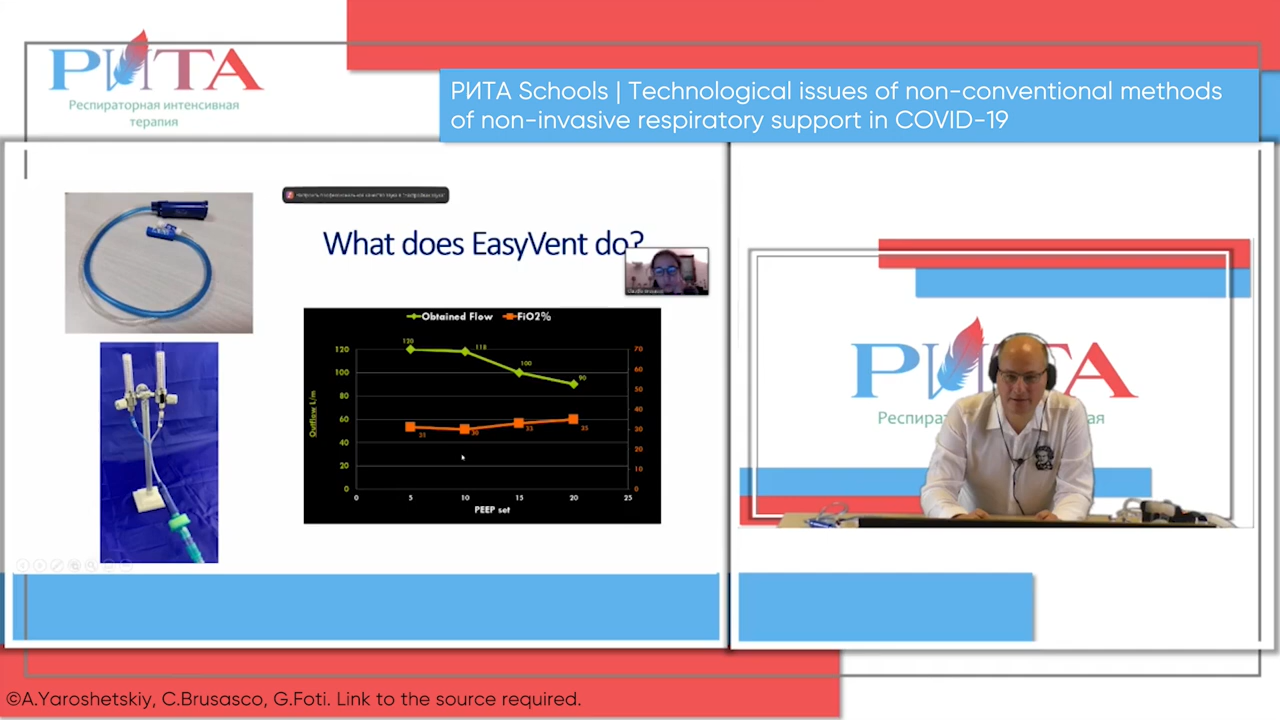 РИТА
Респираторная интенсивная
терапия
РИТА Schools | Technological issues of non-conventional methods
of non-invasive respiratory support in COVID-19
What does EasyVent do?
Obtained Flow
FiO2%
Outflow L/m
120
100
80
60
40
20
0
120
118
100
90
31
30
33
35
70
60
50
40
30
20
10
0
0
5
10
15
20
25
PEEP set
РИТА
©A.Yaroshetskiy, C.Brusasco, G.Foti. Link to the source required.